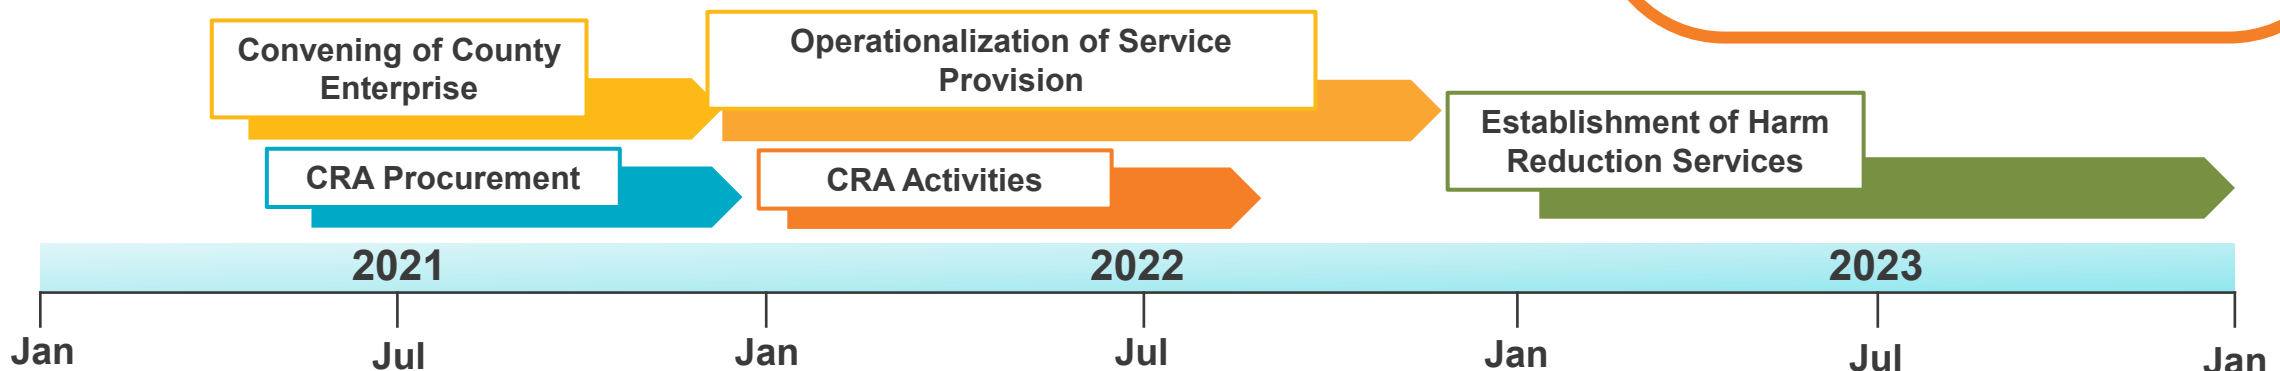 Convening of County
Enterprise
Operationalization of Service
Provision
Establishment of Harm
Reduction Services
CRA Procurement
CRA Activities
2021
2022
2023
Jan
Jul
Jan
Jul
Jan
Jul
Jan